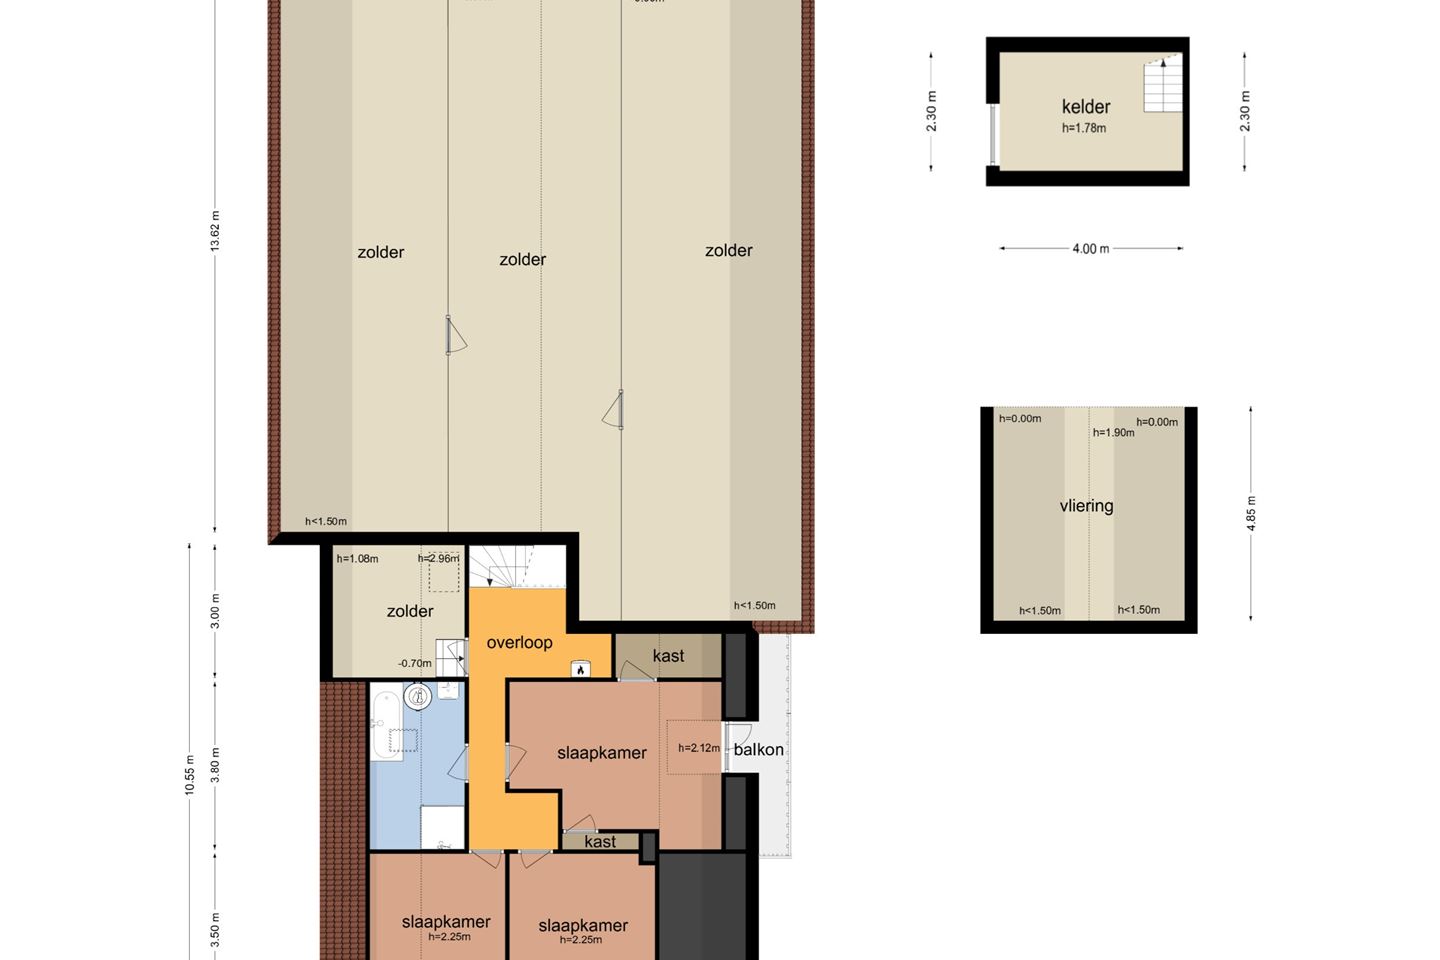 13.62 m
zolder
zolder
zolder
h<1.50m
h=1.08m
h=2.96m
zolder
-0.70m
overloop
kast
h<1.50m
3.00 m
10.55 m
3.80 m
slaapkamer
h=2.12m
balkon
kast
3.50 m
slaapkamer
h=2.25m
slaapkamer
h=2.25m
2.30 m
kelder
h=1.78m
2.30 m
4.00 m
h=0.00m
h=1.90m
h=0.00m
vliering
h<1.50m
h<1.50m
4.85 m